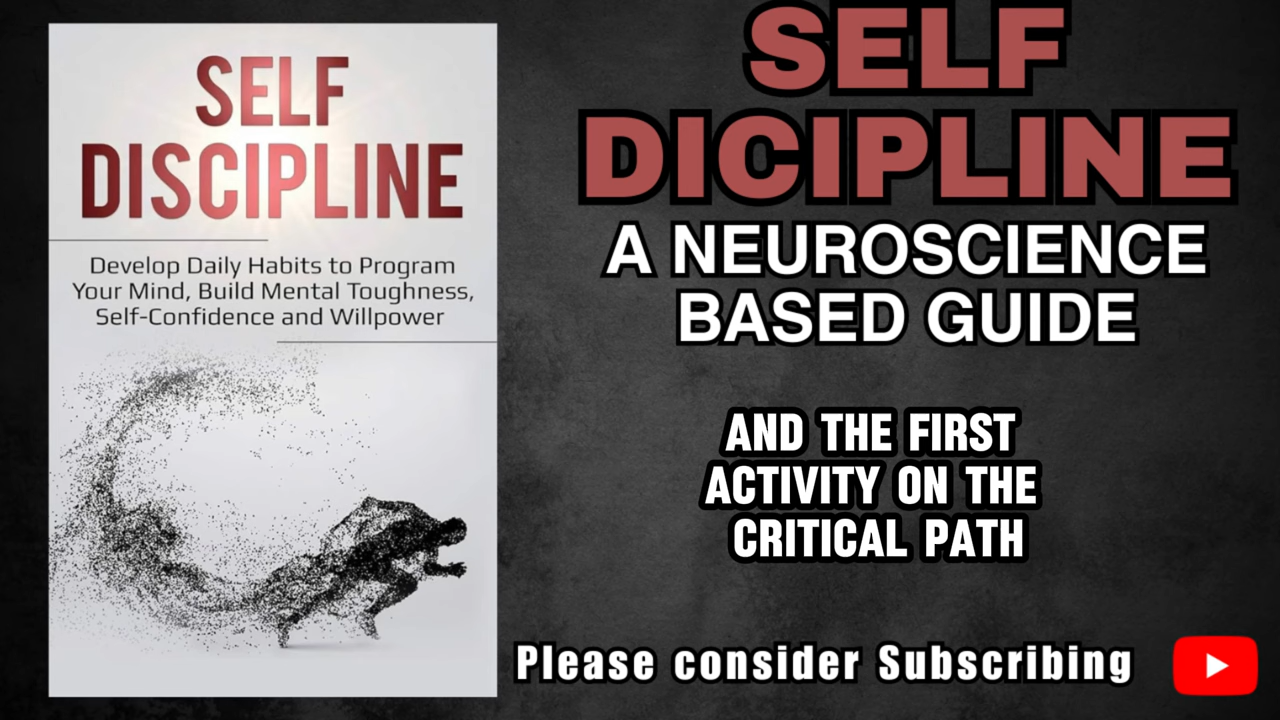 SELF
DISCIPLINE
Develop Daily Habits to Program
Your Mind, Build Mental Toughness,
Self-Confidence and Willpower
SELF
DICIPLINE
A NEUROSCIENCE
BASED GUIDE
AND THE FIRST
ACTIVITY ON THE
CRITICAL PATH
Please consider Subscribing